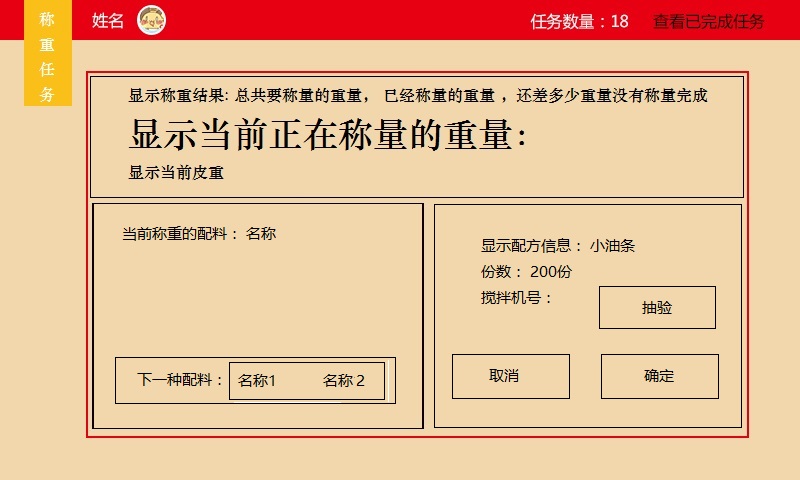 称重任务
姓名
任务数量：18 查看已完成任务
显示称重结果: 总共要称量的重量， 已经称量的重量 ，还差多少重量没有称量完成
显示当前正在称量的重量:
显示当前皮重
当前称重的配料： 名称
下一种配料： 名称1 名称２
显示配方信息： 小油条
份数： 200份
搅拌机号：
抽验
取消 确定